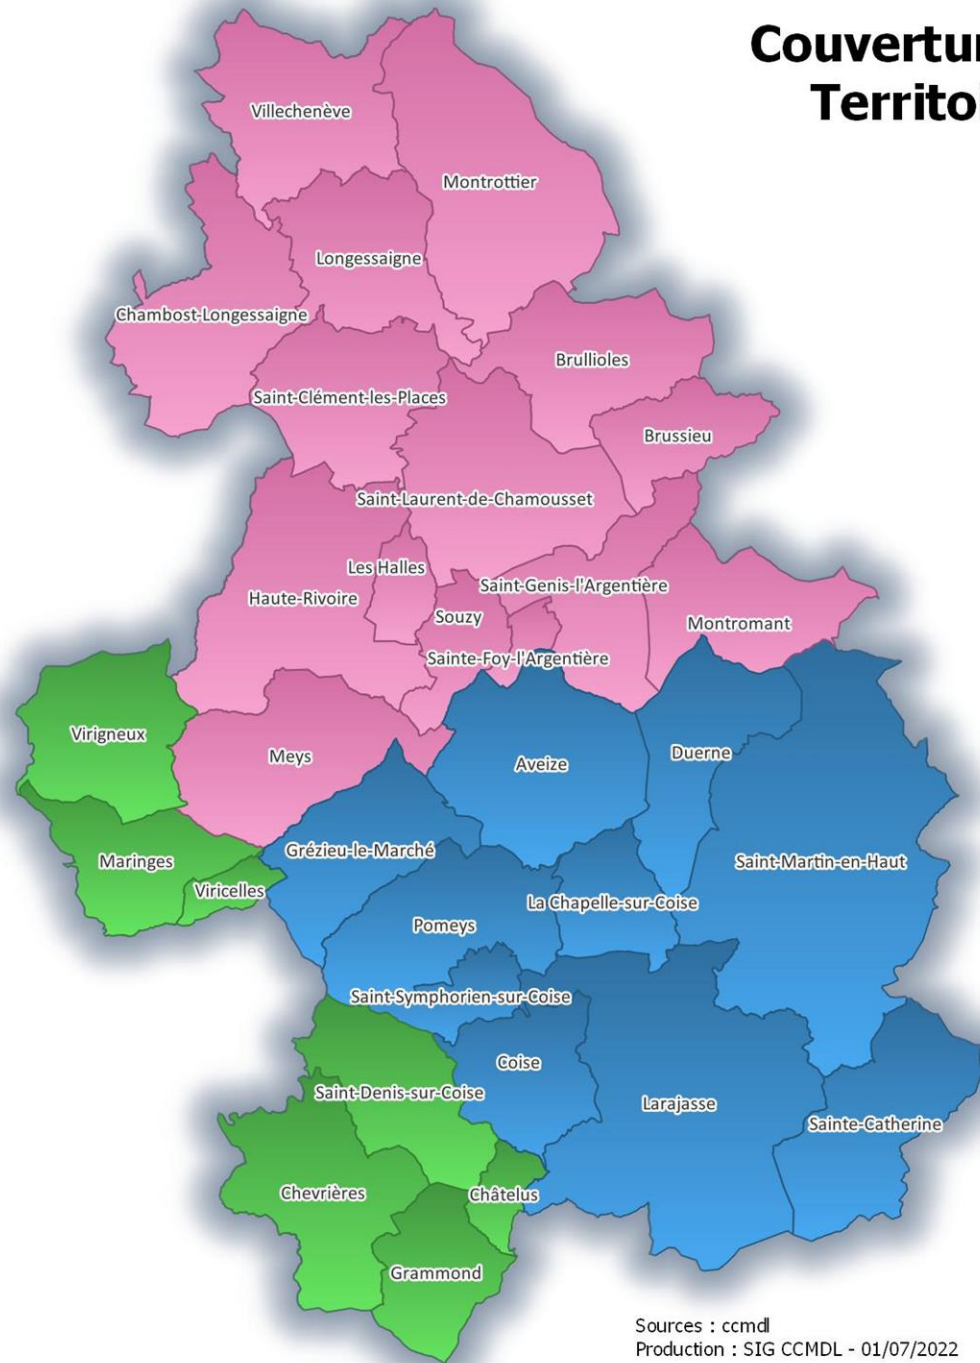 Couvertur
Territoi
Villechenève
Montrottier
Longessaigne
Chambost-Longessaigne
Brullioles
Saint-Clément-les-Places
Brussieu
Saint-Laurent-de-Chamousset
Les Halles
Saint-Genis-l'Argentière
Haute-Rivoire
Souzy
Montromant
Sainte-Foy-l'Argentière
Virigneux
Meys
Duerne
Aveize
Grézieu-le-Marché
Maringes
Saint-Martin-en-Haut
Viricelles
La Chapelle-sur-Coise
Pomeys
Saint-Symphorien-sur-Coise
Coise
Saint-Denis-sur-Coise
Larajasse
Sainte-Catherine
Chevrières
Châtelus
Grammond
Sources : ccmdl
Production : SIG CCMDL - 01/07/2022